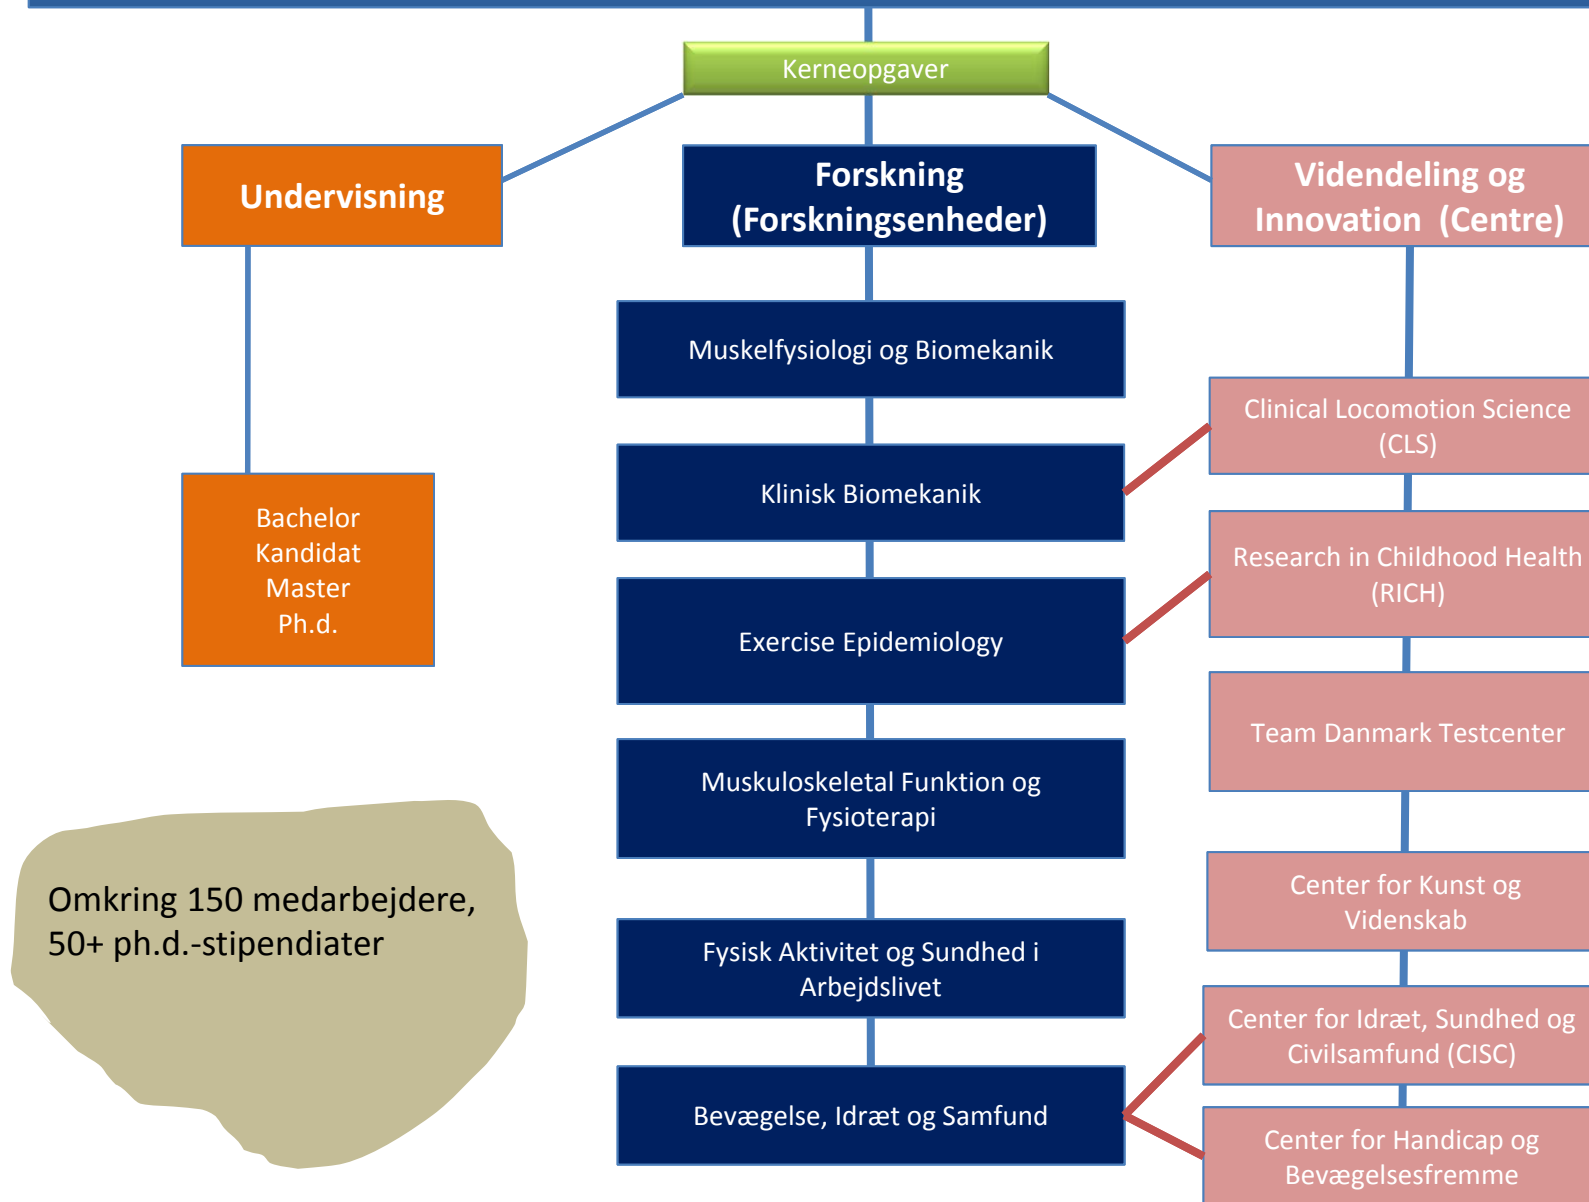 Kerneopgaver
Undervisning
Forskning
(Forskningsenheder)
Videndeling og
Innovation (Centre)
Bachelor
Kandidat
Master
Ph.d.
Muskelfysiologi og Biomekanik
Klinisk Biomekanik
Exercise Epidemiology
Muskuloskeletal Funktion og
Fysioterapi
Fysisk Aktivitet og Sundhed i
Arbejdslivet
Bevægelse, Idræt og Samfund
Clinical Locomotion Science
(CLS)
Research in Childhood Health
(RICH)
Team Danmark Testcenter
Center for Kunst og
Videnskab
Center for Idræt, Sundhed og
Civilsamfund (CISC)
Center for Handicap og
Bevægelsesfremme
Omkring 150 medarbejdere,
50+ ph.d.-stipendiater